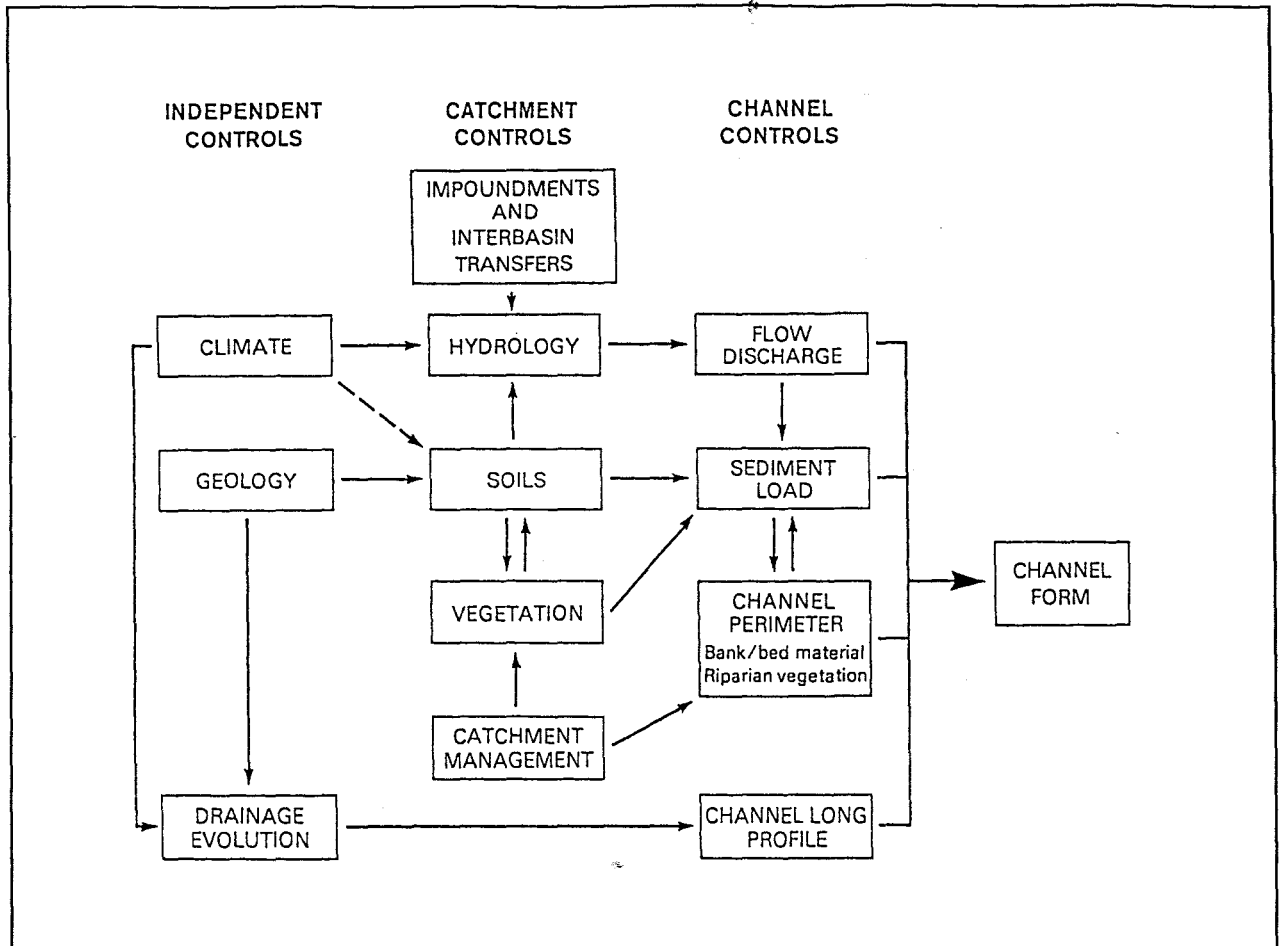 INDEPENDENT
CONTROLS
CATCHMENT
CONTROLS
CHANNEL
CONTROLS
IMPOUNDMENTS
AND
INTERBASIN
TRANSFERS
CLIMATE
HYDROLOGY
FLOW
DISCHARGE
GEOLOGY
SOILS
SEDIMENT
LOAD
VEGETATION
CHANNEL
PERIMETER
Bank/bed material
Riparian vegetation
CHANNEL
FORM
CATCHMENT
MANAGEMENT
DRAINAGE
EVOLUTION
CHANNEL LONG
PROFILE